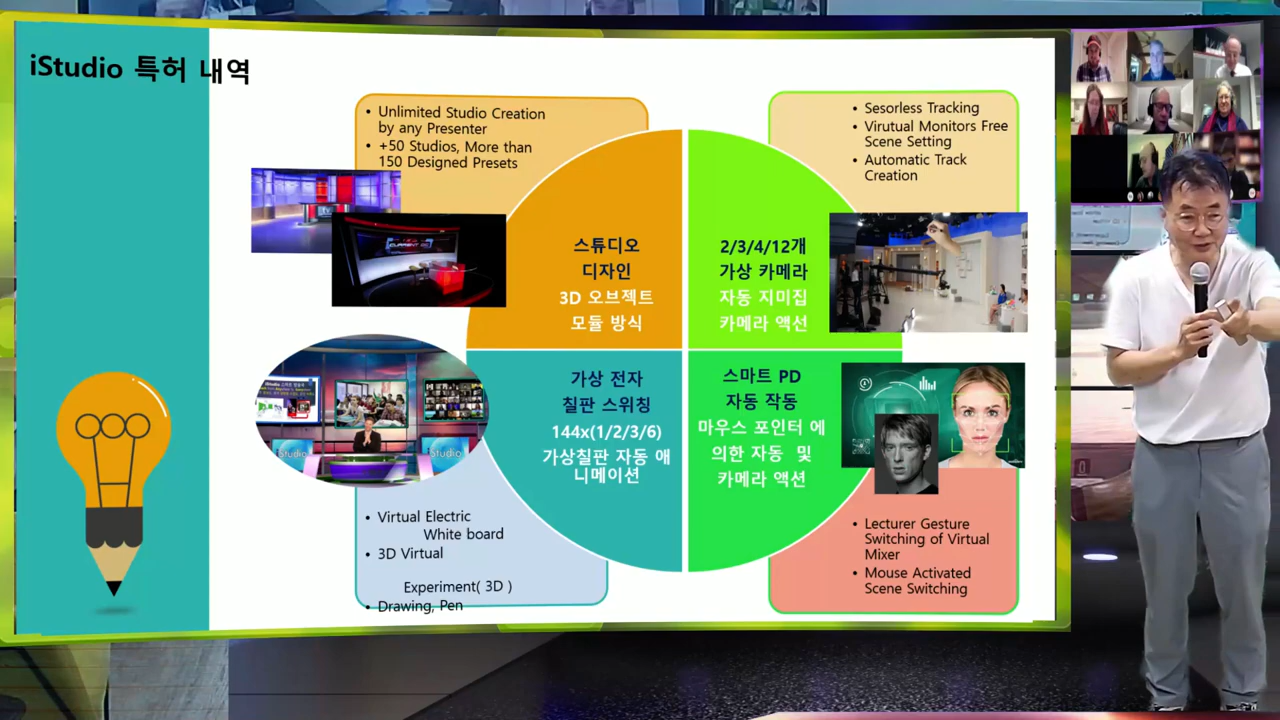 iStudio 특허 내역
Unlimited Studio Creation
by any Presenter
+50 Studios, More than
150 Designed Presets
Sesorless Tracking
Virutual Monitors Free
Scene Setting
Automatic Track
Creation
스튜디오
디자인
3D 오브젝트
모듈 방식
2/3/4/12개
가상 카메라
자동 지미집
카메라 액션
가상 전자
칠판 스위칭
144x(1/2/3/6)
가상칠판 자동 애
니메이션
스마트 PD
자동 작동
마우스 포인터 에
의한 자동 및
카메라 액션
Virtual Electric
White board
3D Virtual
Experiment( 3D )
Drawing, Pen
Lecturer Gesture
Switching of Virtual
Mixer
Mouse Activated
Scene Switching
iStudio
iStudio